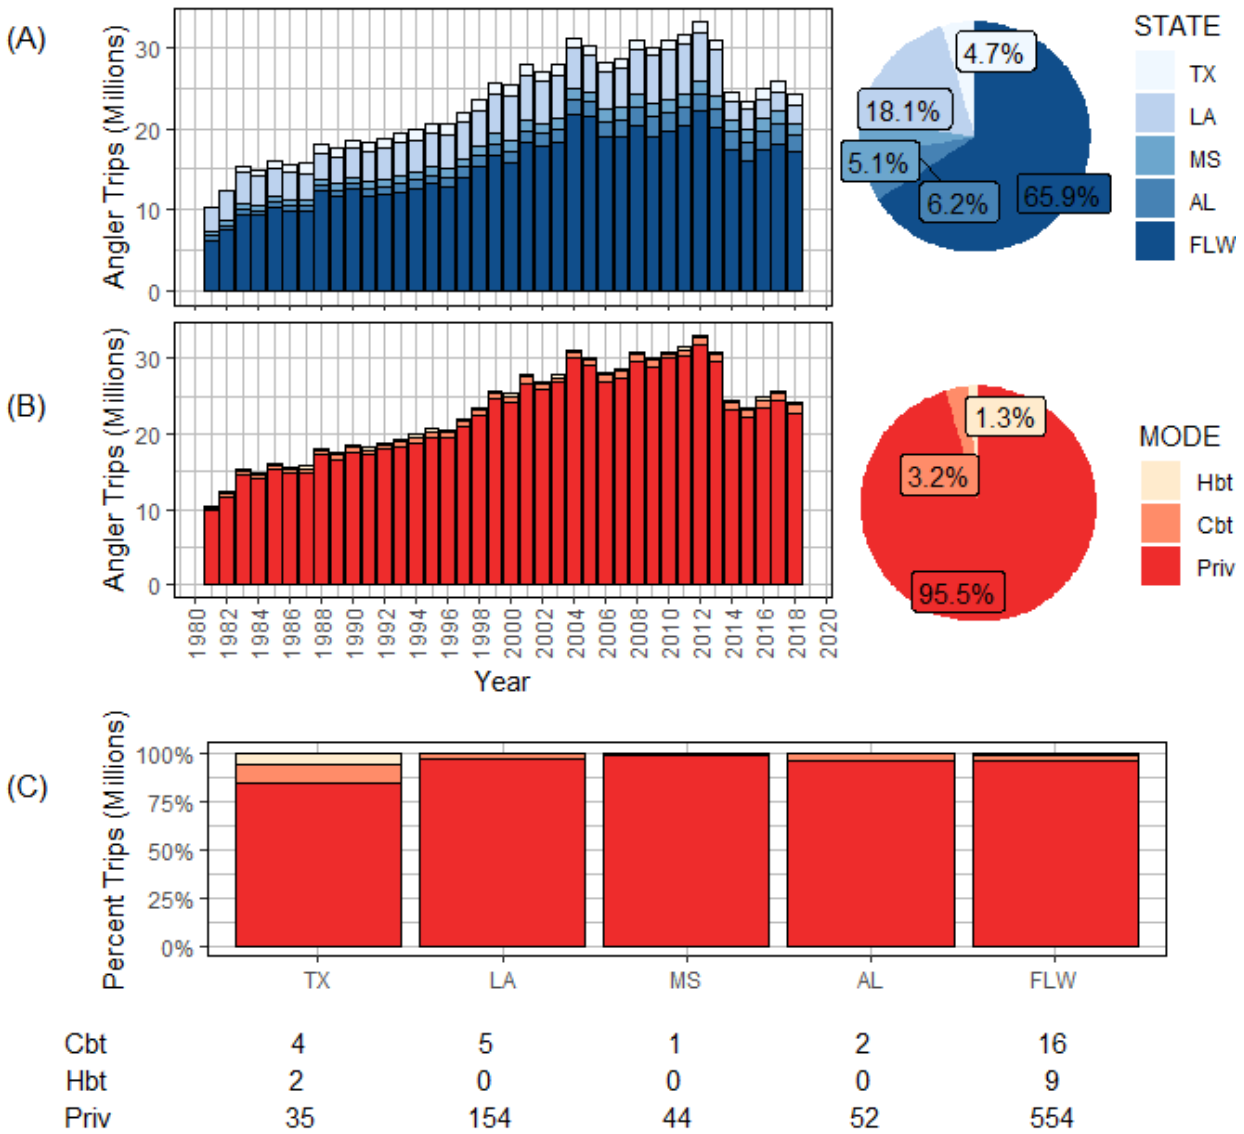 (A)
Angler Trips (Millions)
30
20
10
0
4.7%
18.1%
5.1%
6.2%
65.9%
STATE
TX
LA
MS
AL
FLW
(B)
Angler Trips (Millions)
30
20
10
0
1980 1982 1984 1986 1988 1990 1992 1994 1996 1998 2000 2002 2004 2006 2008 2010 2012 2014 2016 2018 2020
Year
1.3%
3.2%
95.5%
MODE
Hbt
Cbt
Priv
(C)
Percent Trips (Millions)
100%
75%
50%
25%
0%
TX LA MS AL FLW
Cbt 4 5 1 2 16
Hbt 2 0 0 0 9
Priv 35 154 44 52 554